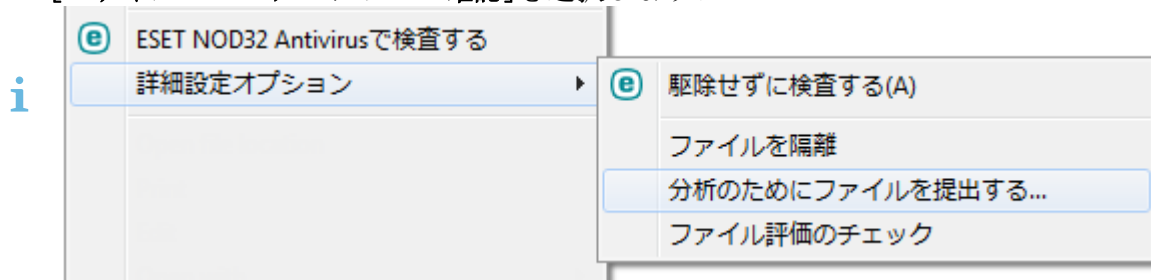 ESET NOD32 Antivirusで検査する
詳細設定オプション
駆除せずに検査する(A)
ファイルを隔離
分析のためにファイルを提出する...
ファイル評価のチェック